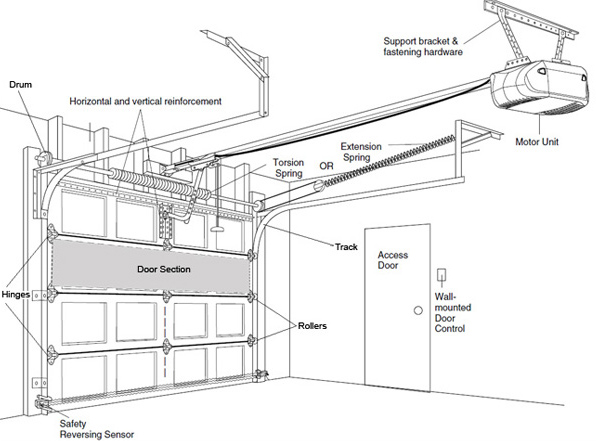 Support bracket &
fastening hardware
Drum
Horizontal and vertical reinforcement
Motor Unit
Extension
Spring
Torsion
Spring
OR
Track
Access
Door
Door Section
Hinges
Wall-
mounted
Door
Control
Rollers
Safety
Reversing Sensor